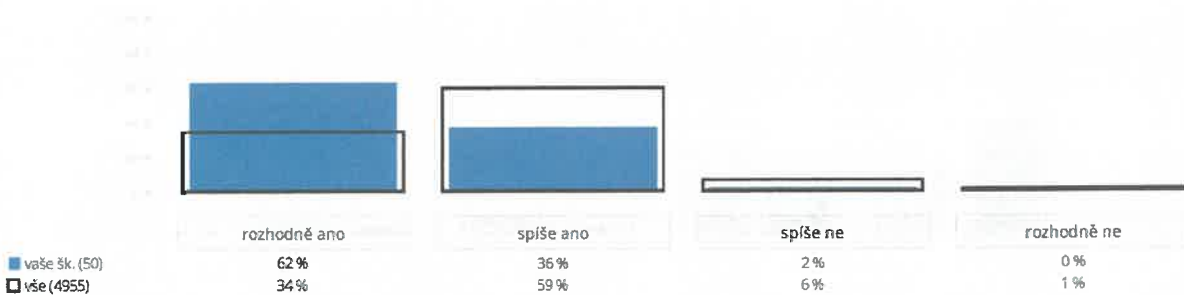 rozhodně ano spíše ano spíše ne rozhodně ne
vaše šk. (50) 62 % 36 % 2 % 0 %
vše (4955) 34 % 59 % 6 % 1 %